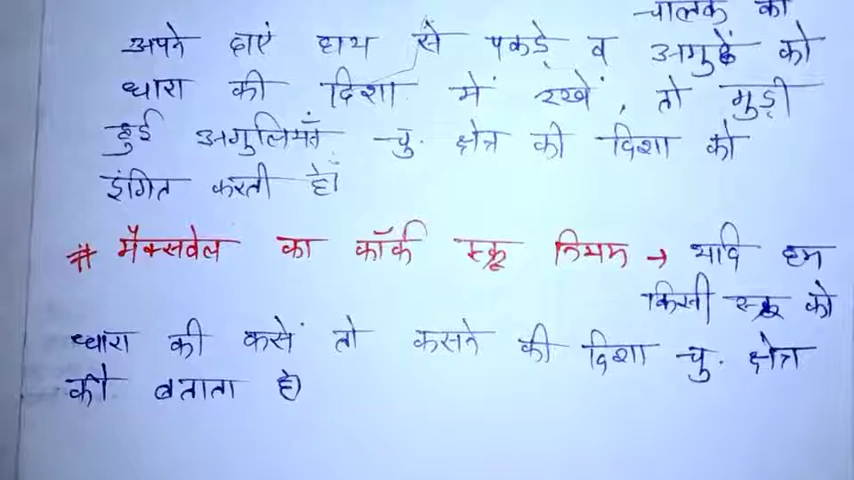 चालक को
अपने दाएं हाथ से पकड़े व अगुठें को
धारा की दिशा में रखें, तो मुड़ी
हुई अगुलियाँ चु. क्षेत्र की दिशा को
इंगित करती है।
# मैक्सवेल का कॉर्क स्क्रू नियम → यदि हम
किसी स्क्रू को
धारा की कसें तो कसने की दिशा चु. क्षेत्र
की बताता है।